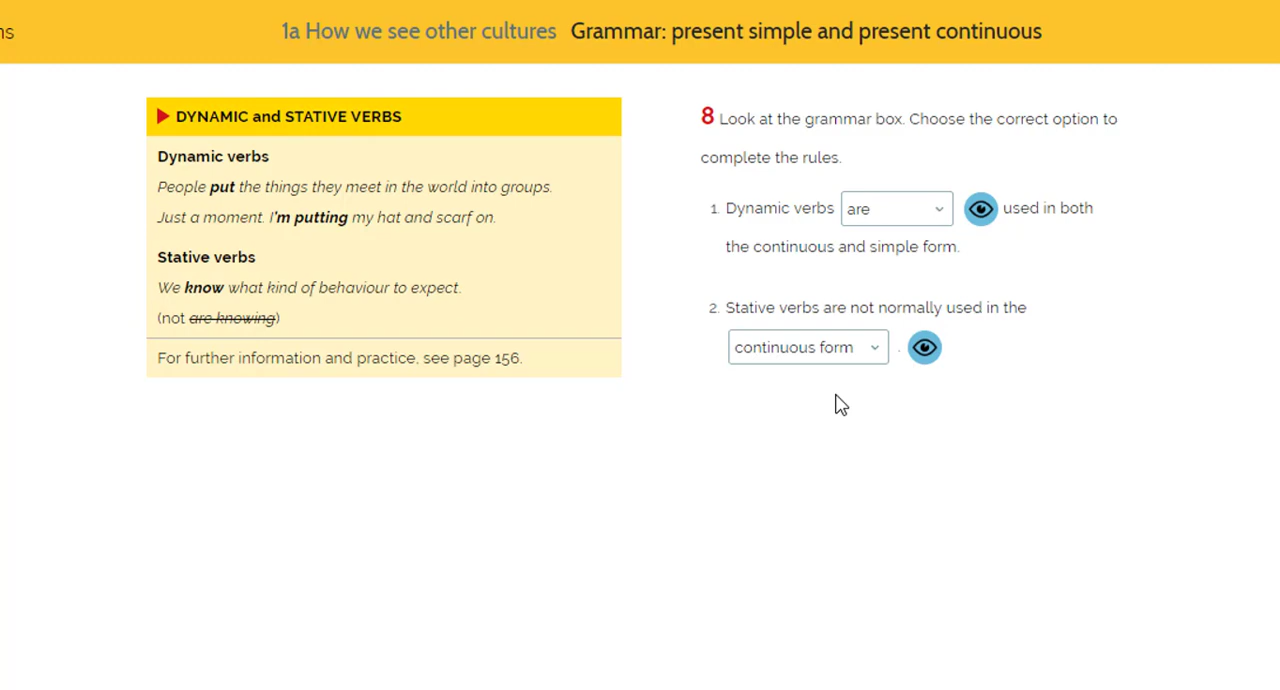 ns
1a How we see other cultures Grammar: present simple and present continuous
DYNAMIC and STATIVE VERBS
Dynamic verbs
People put the things they meet in the world into groups.
Just a moment. I'm putting my hat and scarf on.
Stative verbs
We know what kind of behaviour to expect.
(not are knowing)
For further information and practice, see page 156.
8 Look at the grammar box. Choose the correct option to
complete the rules.
1. Dynamic verbs are used in both
the continuous and simple form.
2. Stative verbs are not normally used in the
continuous form .